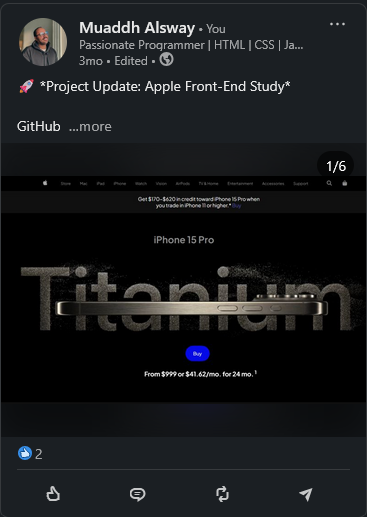 Muaddh Alsway • You
Passionate Programmer | HTML | CSS | Ja...
3mo • Edited •
🚀 *Project Update: Apple Front-End Study*
GitHub ...more
1/6
Store Mac iPad iPhone Watch Vision AirPods TV & Home Entertainment Accessories Support
Get $170–$620 in credit toward iPhone 15 Pro when
you trade in iPhone 11 or higher.* Buy
iPhone 15 Pro
Titanium
Buy
From $999 or $41.62/mo. for 24 mo. 1
2